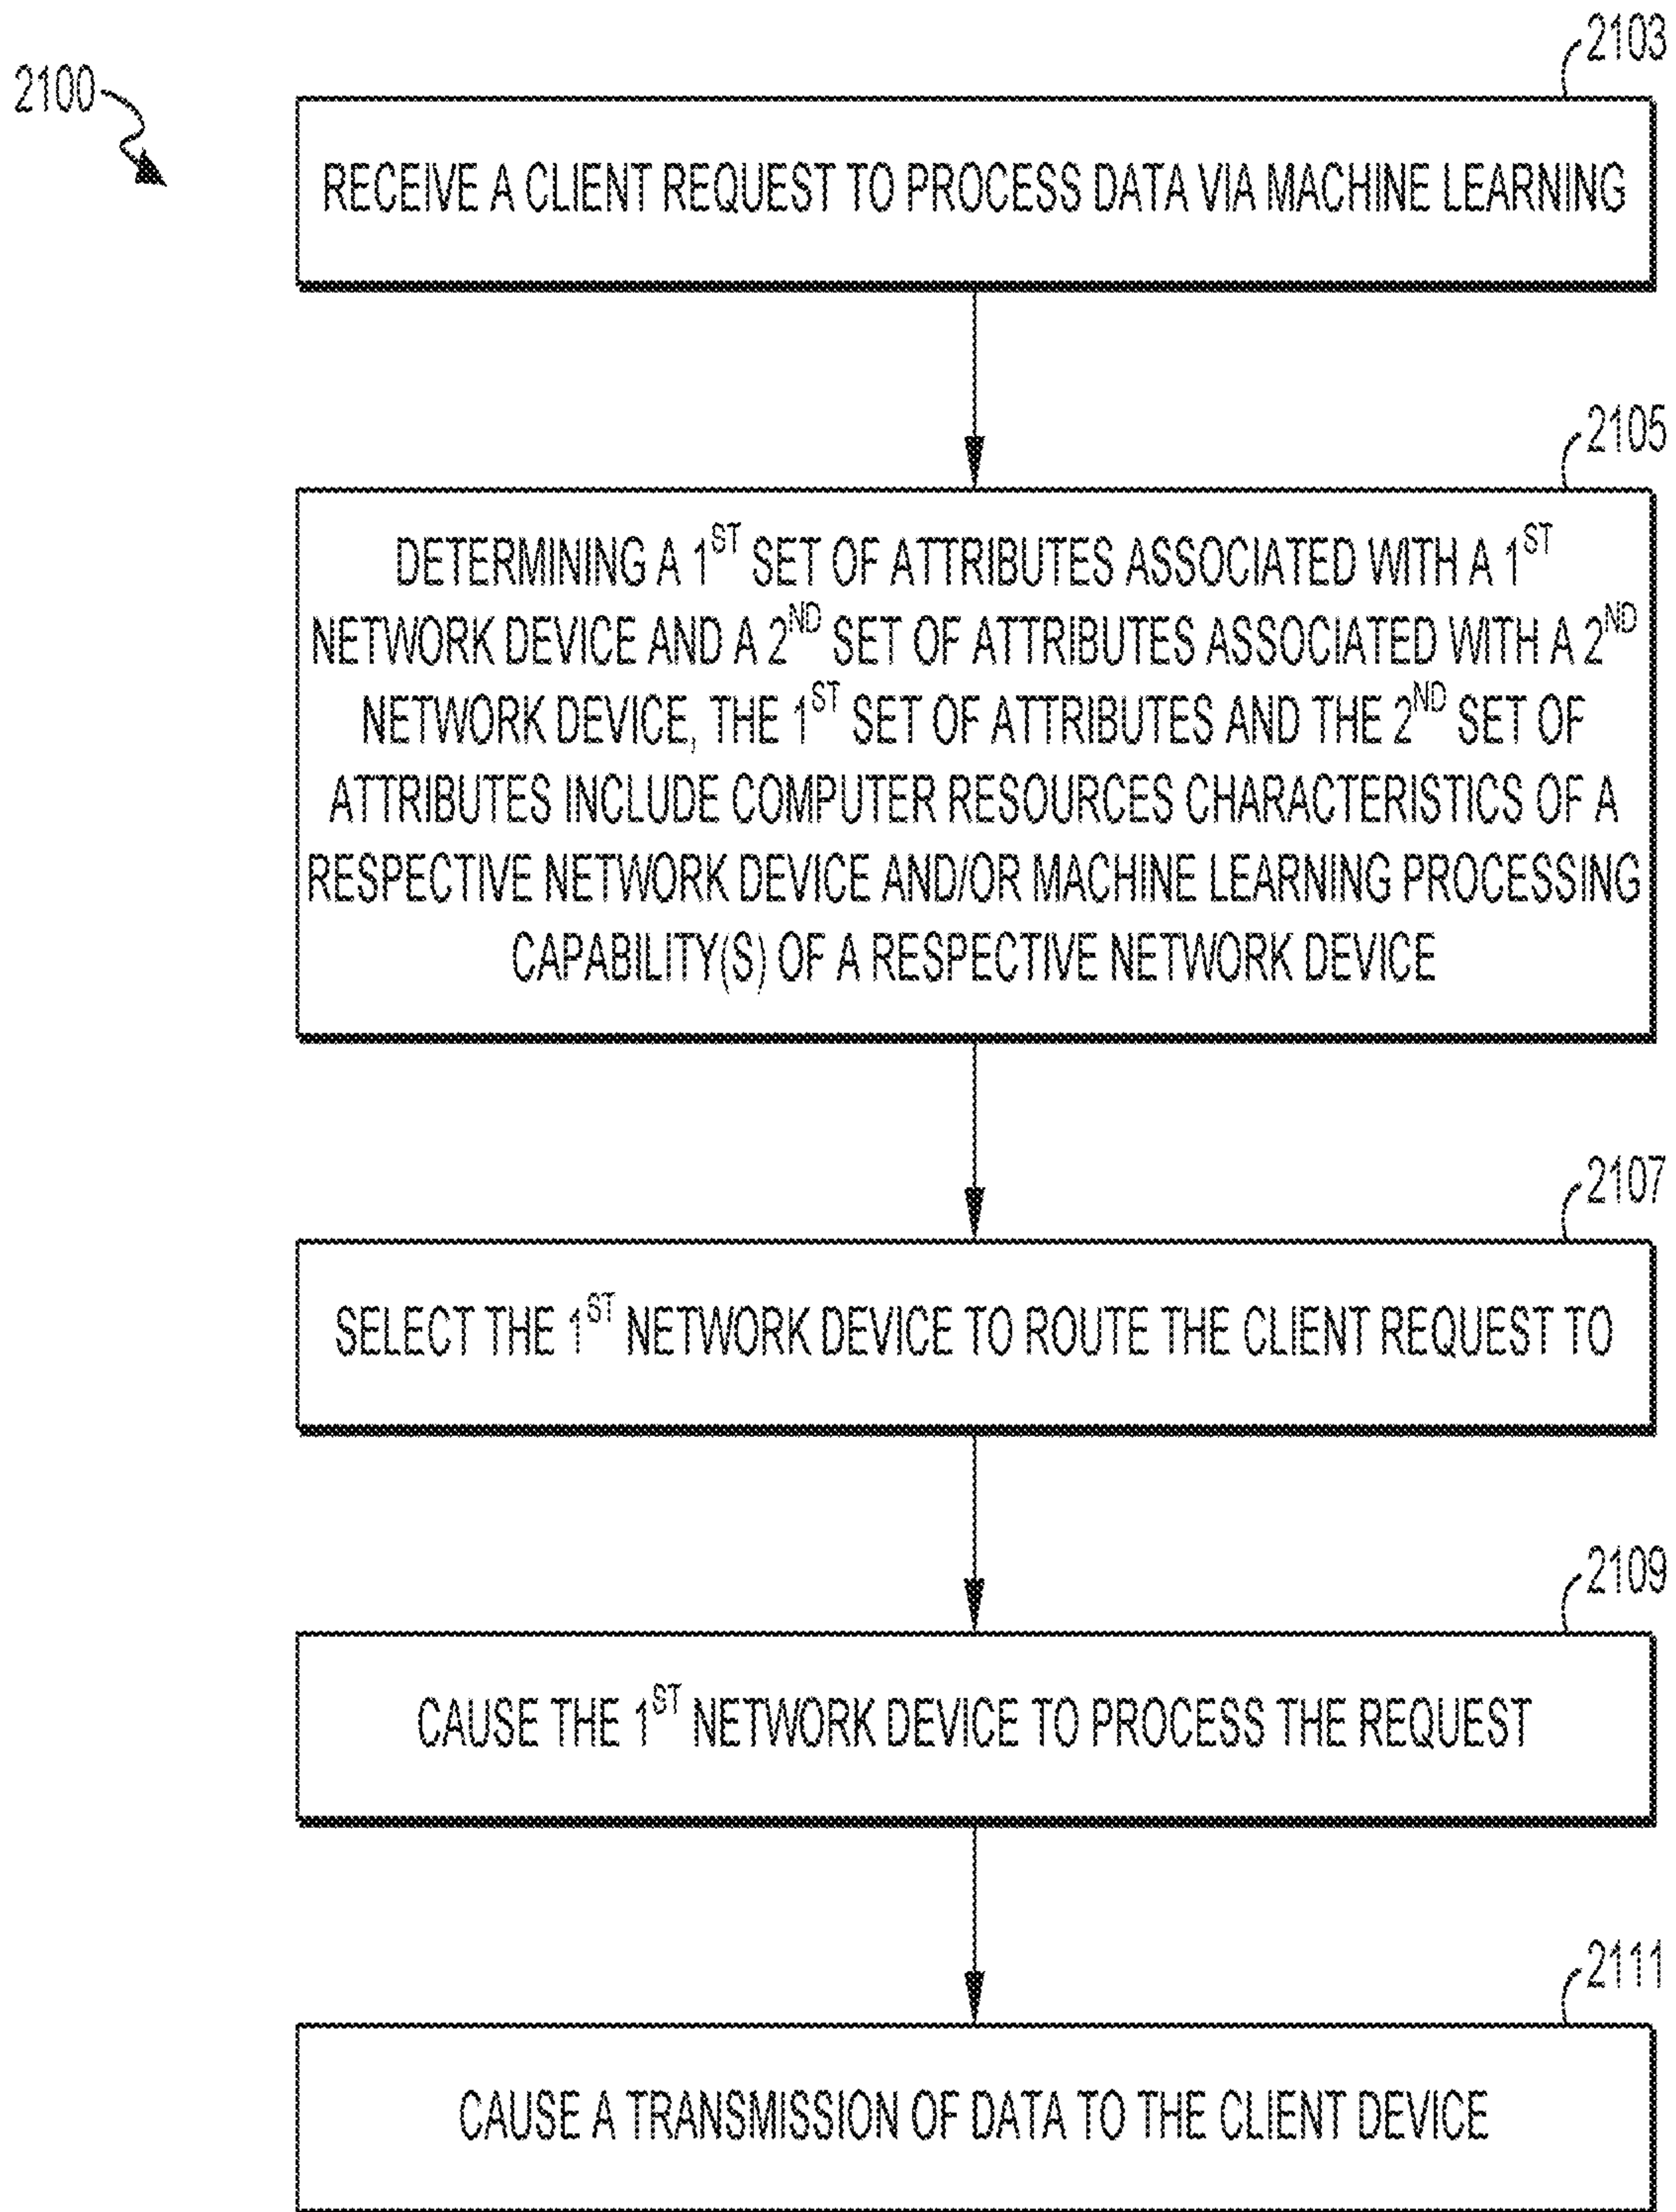 2100
2103
RECEIVE A CLIENT REQUEST TO PROCESS DATA VIA MACHINE LEARNING
2105
DETERMINING A 1ST SET OF ATTRIBUTES ASSOCIATED WITH A 1ST
NETWORK DEVICE AND A 2ND SET OF ATTRIBUTES ASSOCIATED WITH A 2ND
NETWORK DEVICE, THE 1ST SET OF ATTRIBUTES AND THE 2ND SET OF
ATTRIBUTES INCLUDE COMPUTER RESOURCES CHARACTERISTICS OF A
RESPECTIVE NETWORK DEVICE AND/OR MACHINE LEARNING PROCESSING
CAPABILITY(S) OF A RESPECTIVE NETWORK DEVICE
2107
SELECT THE 1ST NETWORK DEVICE TO ROUTE THE CLIENT REQUEST TO
2109
CAUSE THE 1ST NETWORK DEVICE TO PROCESS THE REQUEST
2111
CAUSE A TRANSMISSION OF DATA TO THE CLIENT DEVICE